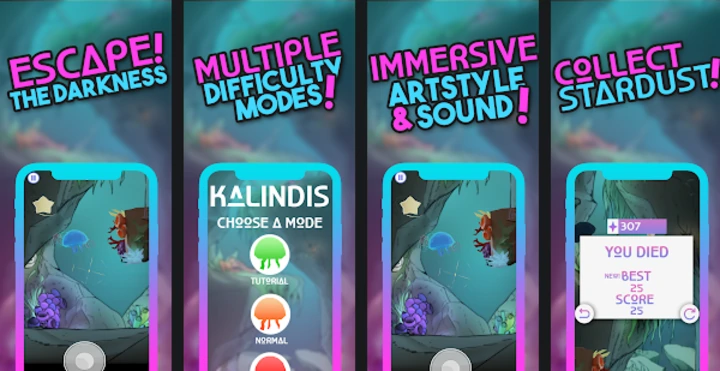 ESCAPE!
THE DARKNESS
MULTIPLE
DIFFICULTY
MODES!
KALINDIS
CHOOSE A MODE
TUTORIAL
NORMAL
IMMERSIVE
ARTSTYLE
& SOUND!
COLLECT
STARDUST!
307
YOU DIED
NEW! BEST
25
SCORE
25